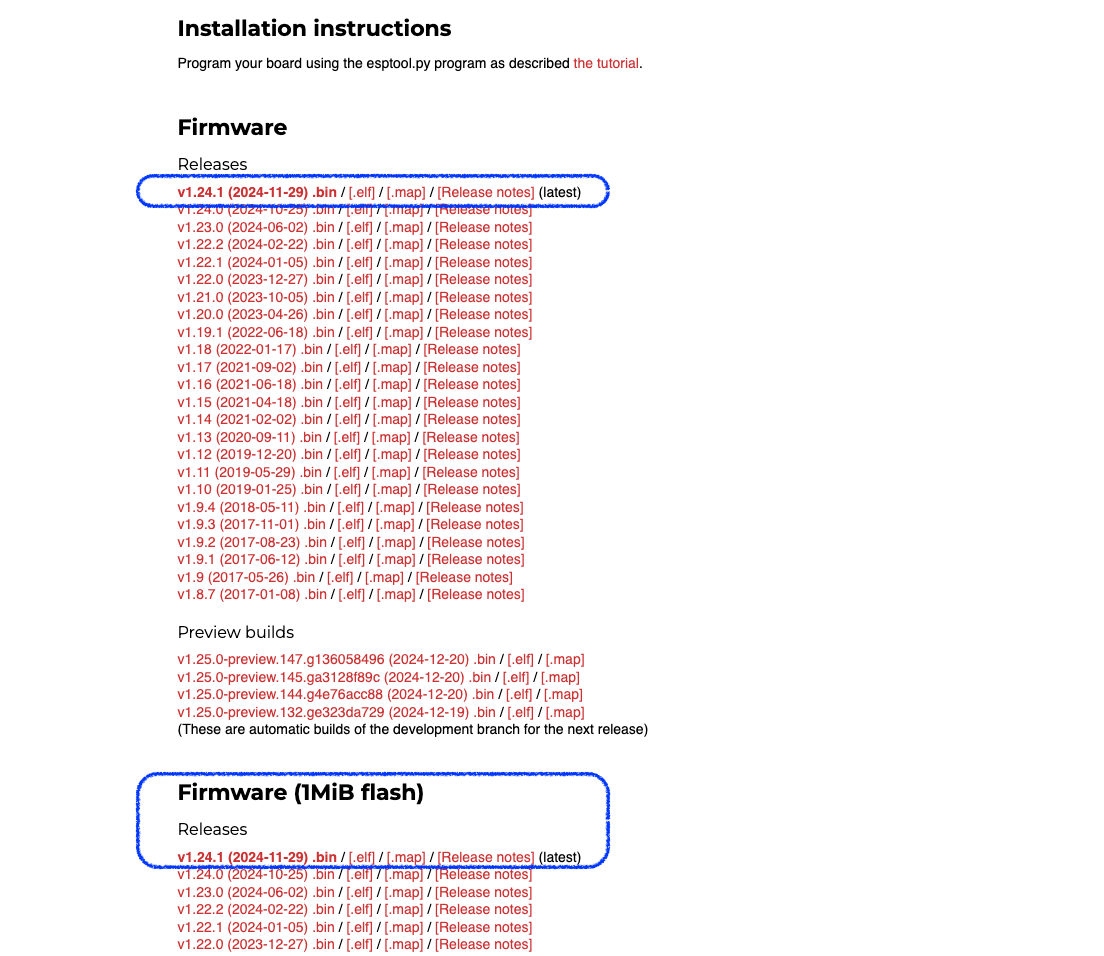 Installation instructions
Program your board using the esptool.py program as described the tutorial.
Firmware
Releases
v1.24.1 (2024-11-29) .bin / [.elf] / [.map] / [Release notes] (latest)
v1.24.0 (2024-10-25) .bin / [.elf] / [.map] / [Release notes]
v1.23.0 (2024-06-02) .bin / [.elf] / [.map] / [Release notes]
v1.22.2 (2024-02-22) .bin / [.elf] / [.map] / [Release notes]
v1.22.1 (2024-01-05) .bin / [.elf] / [.map] / [Release notes]
v1.22.0 (2023-12-27) .bin / [.elf] / [.map] / [Release notes]
v1.21.0 (2023-10-05) .bin / [.elf] / [.map] / [Release notes]
v1.20.0 (2023-04-26) .bin / [.elf] / [.map] / [Release notes]
v1.19.1 (2022-06-18) .bin / [.elf] / [.map] / [Release notes]
v1.18 (2022-01-17) .bin / [.elf] / [.map] / [Release notes]
v1.17 (2021-09-02) .bin / [.elf] / [.map] / [Release notes]
v1.16 (2021-06-18) .bin / [.elf] / [.map] / [Release notes]
v1.15 (2021-04-18) .bin / [.elf] / [.map] / [Release notes]
v1.14 (2021-02-02) .bin / [.elf] / [.map] / [Release notes]
v1.13 (2020-09-11) .bin / [.elf] / [.map] / [Release notes]
v1.12 (2019-12-20) .bin / [.elf] / [.map] / [Release notes]
v1.11 (2019-05-29) .bin / [.elf] / [.map] / [Release notes]
v1.10 (2019-01-25) .bin / [.elf] / [.map] / [Release notes]
v1.9.4 (2018-05-11) .bin / [.elf] / [.map] / [Release notes]
v1.9.3 (2017-11-01) .bin / [.elf] / [.map] / [Release notes]
v1.9.2 (2017-08-23) .bin / [.elf] / [.map] / [Release notes]
v1.9.1 (2017-06-12) .bin / [.elf] / [.map] / [Release notes]
v1.9 (2017-05-26) .bin / [.elf] / [.map] / [Release notes]
v1.8.7 (2017-01-08) .bin / [.elf] / [.map] / [Release notes]
Preview builds
v1.25.0-preview.147.g136058496 (2024-12-20) .bin / [.elf] / [.map]
v1.25.0-preview.145.ga3128f89c (2024-12-20) .bin / [.elf] / [.map]
v1.25.0-preview.144.g4e76acc88 (2024-12-20) .bin / [.elf] / [.map]
v1.25.0-preview.132.ge323da729 (2024-12-19) .bin / [.elf] / [.map]
(These are automatic builds of the development branch for the next release)
Firmware (1MiB flash)
Releases
v1.24.1 (2024-11-29) .bin / [.elf] / [.map] / [Release notes] (latest)
v1.24.0 (2024-10-25) .bin / [.elf] / [.map] / [Release notes]
v1.23.0 (2024-06-02) .bin / [.elf] / [.map] / [Release notes]
v1.22.2 (2024-02-22) .bin / [.elf] / [.map] / [Release notes]
v1.22.1 (2024-01-05) .bin / [.elf] / [.map] / [Release notes]
v1.22.0 (2023-12-27) .bin / [.elf] / [.map] / [Release notes]